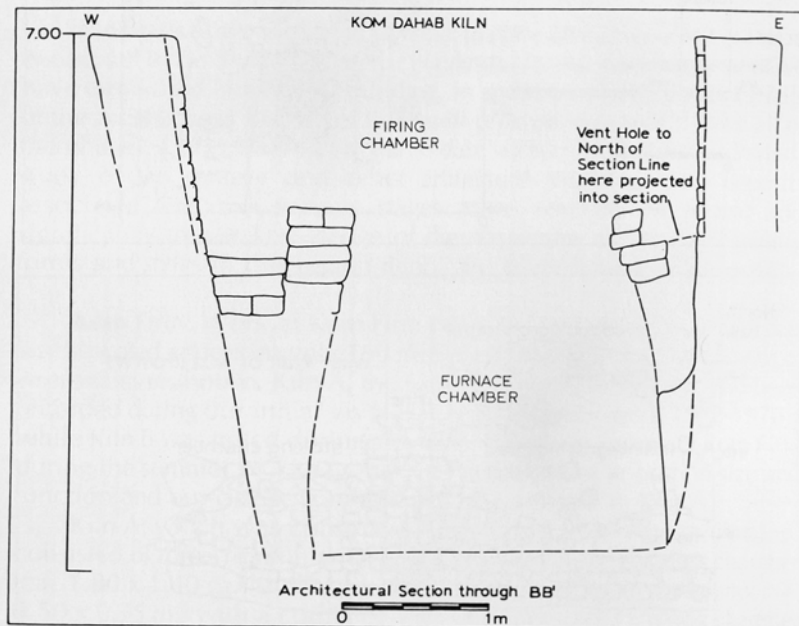 W
KOM DAHAB KILN
E
7.00
FIRING
CHAMBER
Vent Hole to
North of
Section Line
here projected
into section
FURNACE
CHAMBER
Architectural Section through BB'
0
1m